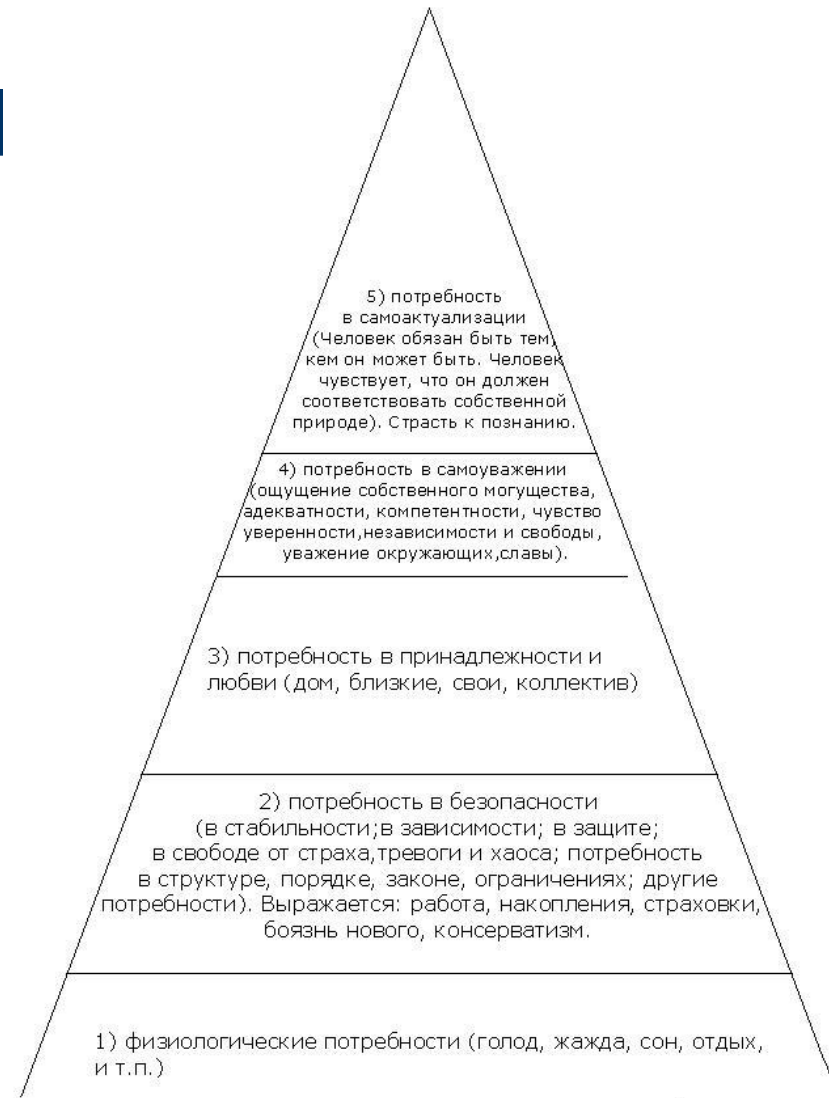 5) потребность
в самоактуализации
(Человек обязан быть тем,
кем он может быть. Человек
чувствует, что он должен
соответствовать собственной
природе). Страсть к познанию.
4) потребность в самоуважении
(ощущение собственного могущества,
адекватности, компетентности, чувство
уверенности,независимости и свободы,
уважение окружающих,славы).
3) потребность в принадлежности и
любви (дом, близкие, свои, коллектив)
2) потребность в безопасности
(в стабильности;в зависимости; в защите;
в свободе от страха,тревоги и хаоса; потребность
в структуре, порядке, законе, ограничениях; другие
потребности). Выражается: работа, накопления, страховки,
боязнь нового, консерватизм.
1) физиологические потребности (голод, жажда, сон, отдых,
и т.п.)